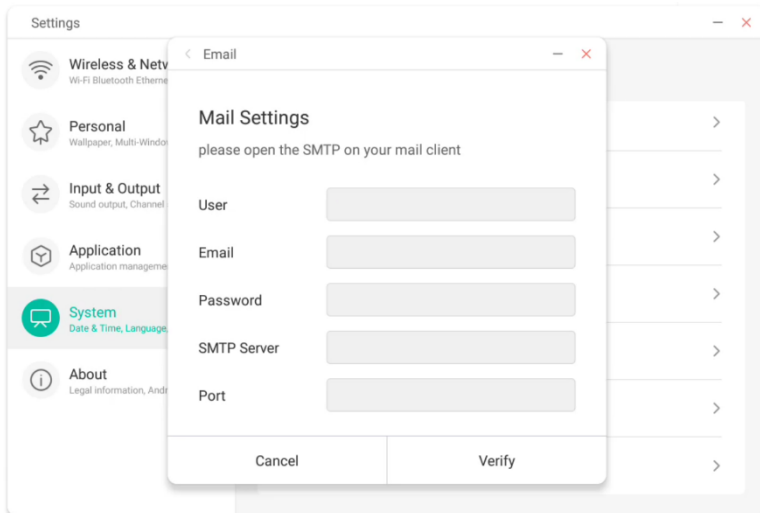 Settings
Wireless & Netw
Wi-Fi Bluetooth Etherne
Personal
Wallpaper, Multi-Windo
Input & Output
Sound output, Channel
Application
Application manageme
System
Date & Time, Language,
About
Legal information, Andr
Email
Mail Settings
please open the SMTP on your mail client
User
Email
Password
SMTP Server
Port
Cancel
Verify